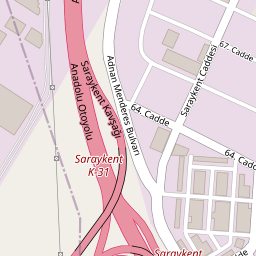 67. Cadde
Saraykent Caddesi
Adnan Menderes Bulvarı
Saraykent Kavşağı
Anadolu Otoyolu
64. Cadde
64. Cadde
Saraykent
K-31
Saraykent